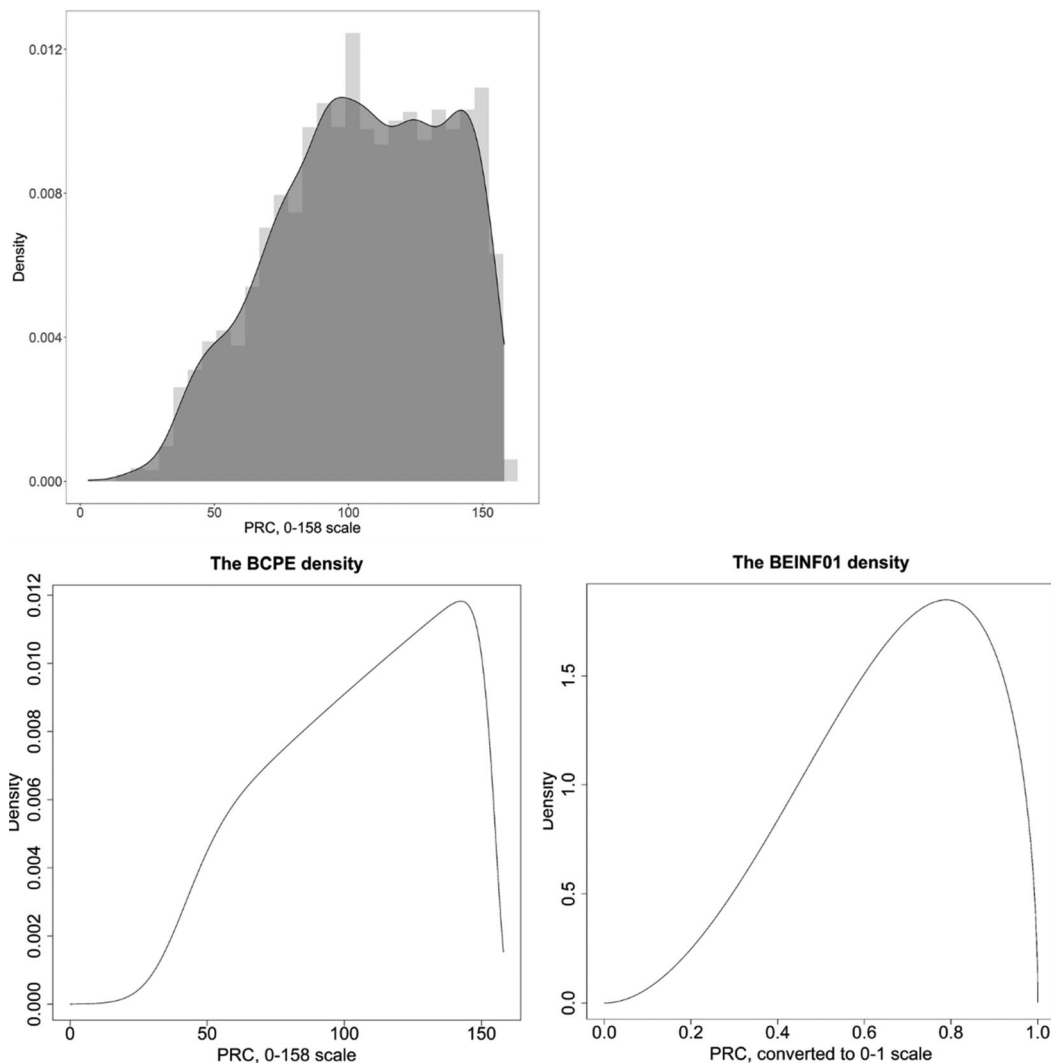 0.012
0.008
Density
0.004
0.000
0 50 100 150
PRC, 0-158 scale
The BCPE density
0.012
0.010
0.008
0.006
Density
0.004
0.002
0.000
0 50 100 150
PRC, 0-158 scale
The BEINF01 density
1.5
1.0
Density
0.5
0.0
0.0 0.2 0.4 0.6 0.8 1.0
PRC, converted to 0-1 scale